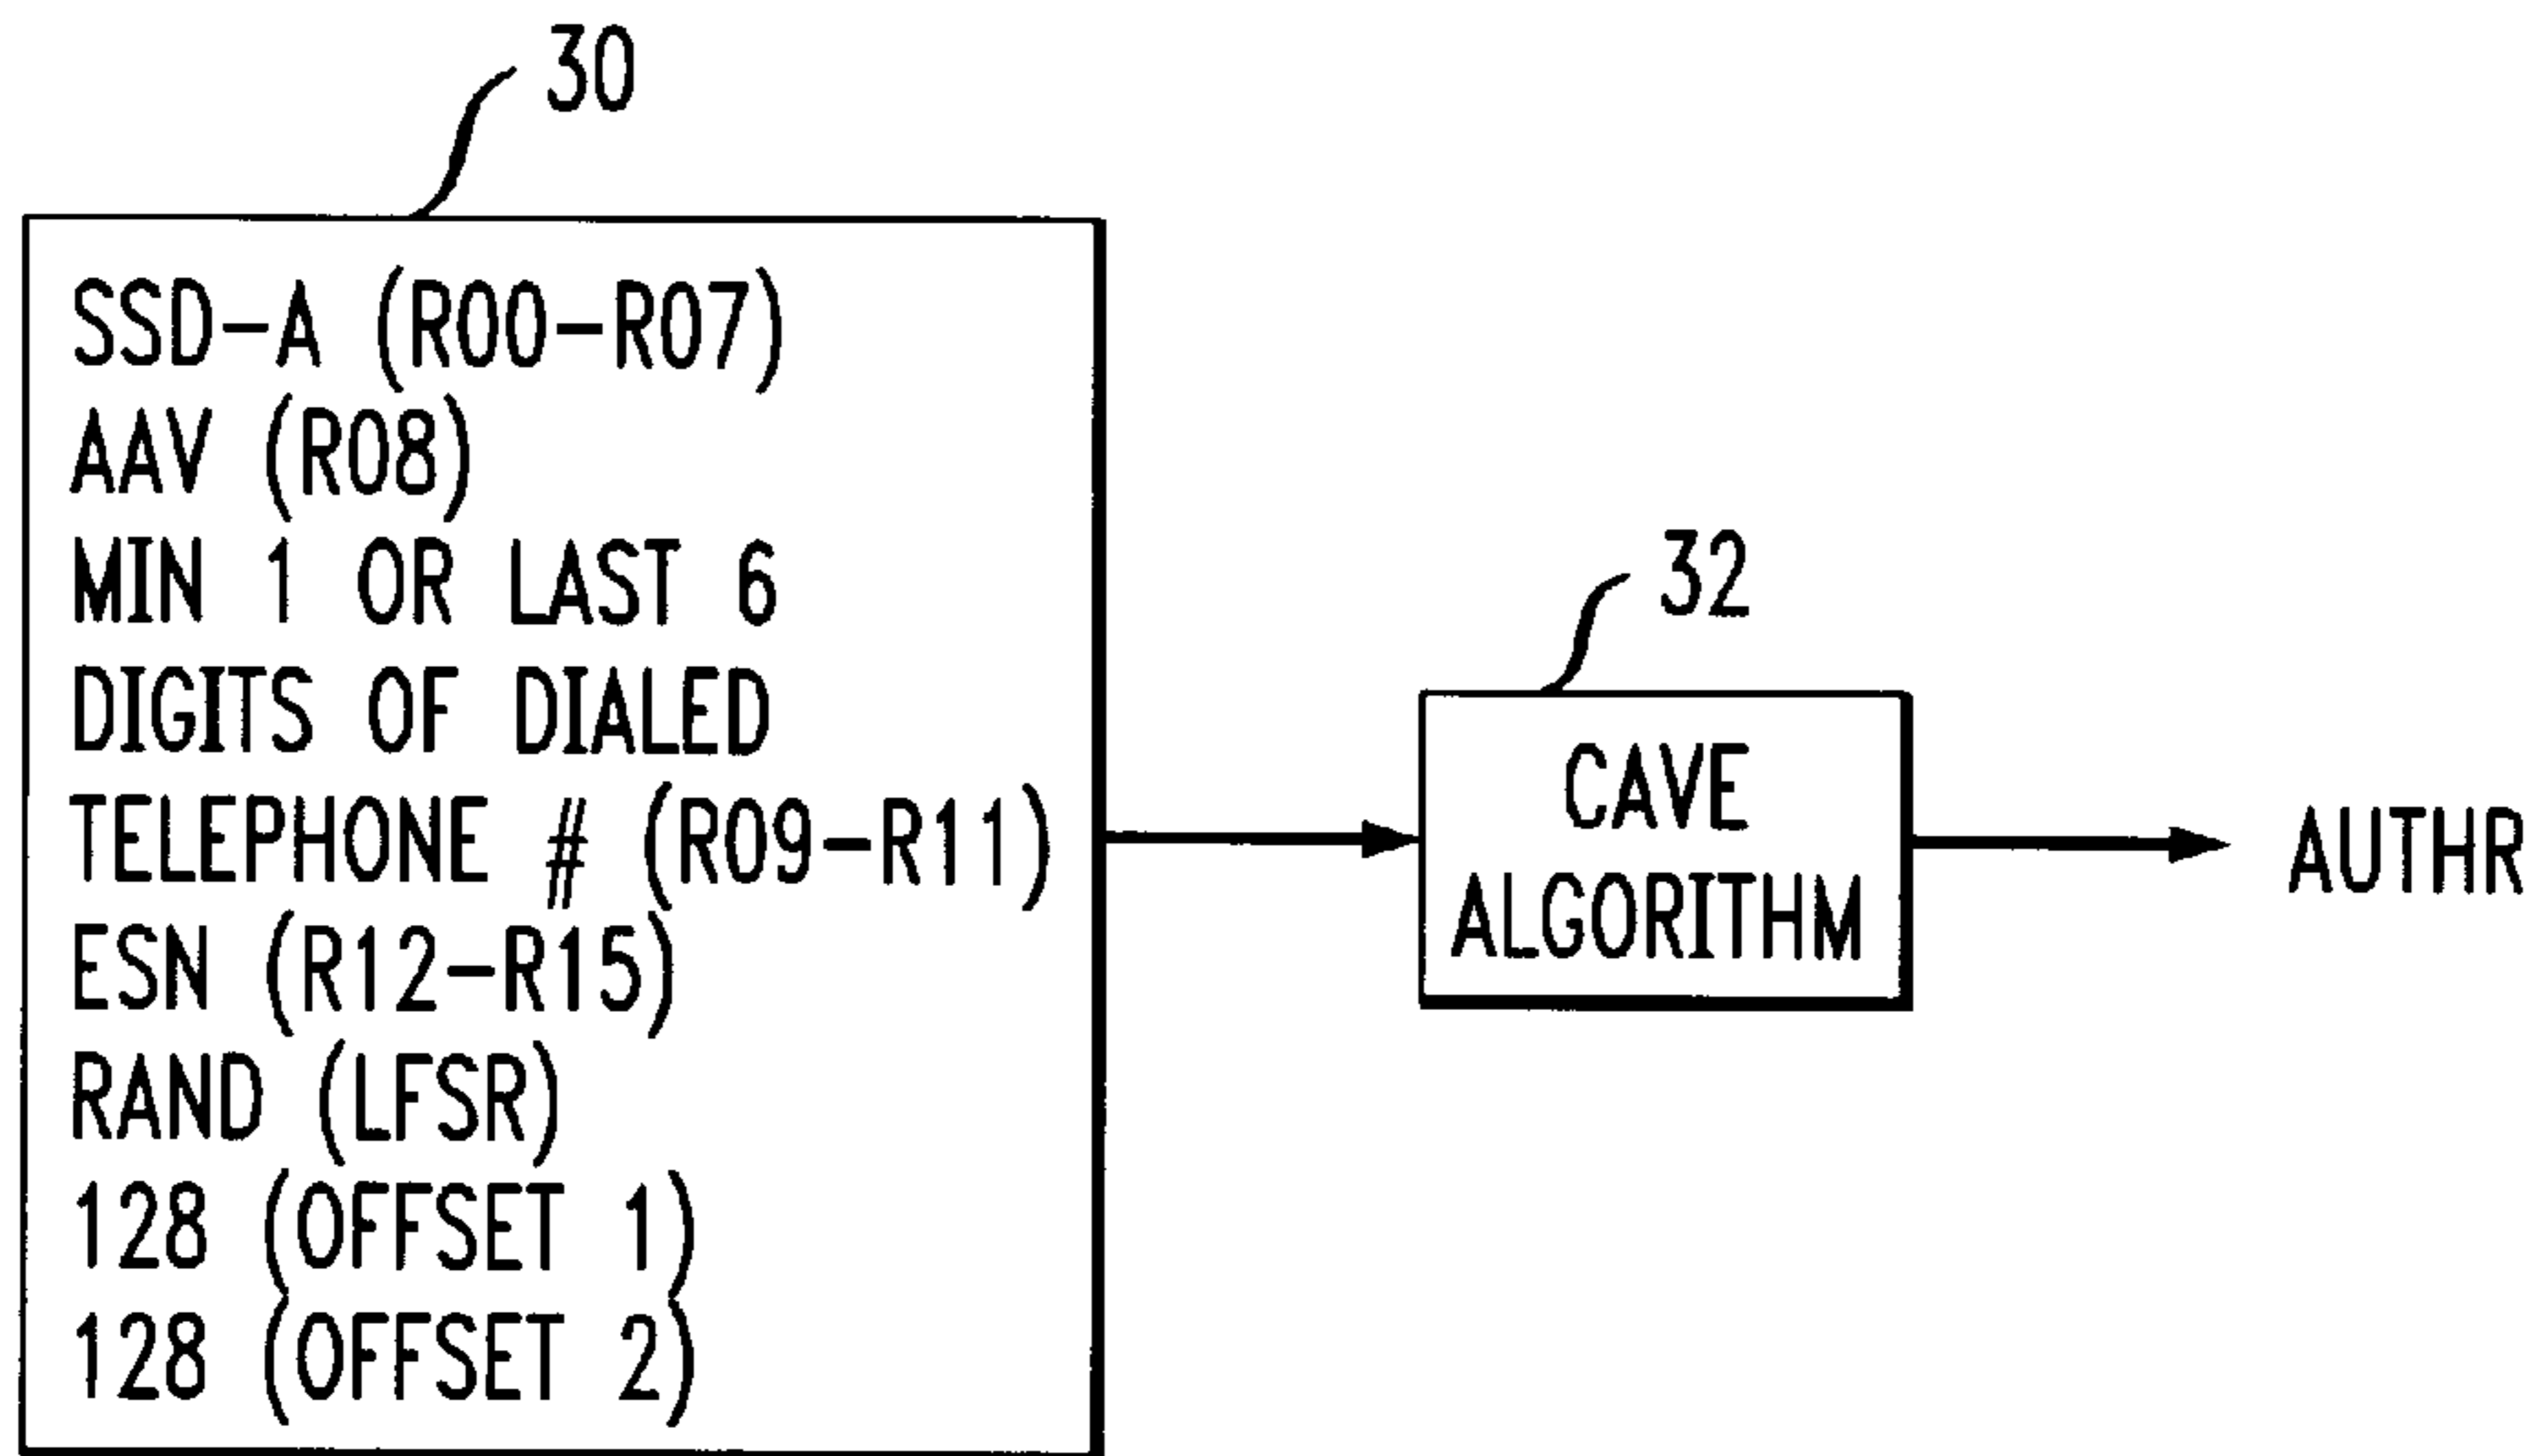 30
SSD-A (R00-R07)
AAV (R08)
MIN 1 OR LAST 6
DIGITS OF DIALED
TELEPHONE # (R09-R11)
ESN (R12-R15)
RAND (LFSR)
128 (OFFSET 1)
128 (OFFSET 2)
32
CAVE
ALGORITHM
AUTHR